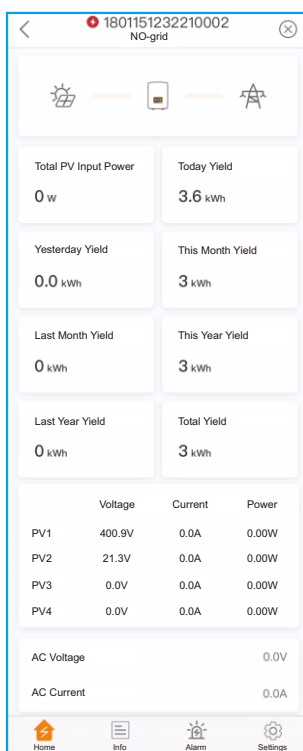 1801151232210002
NO-grid
Total PV Input Power
Today Yield
0 W
3.6 kWh
Yesterday Yield
This Month Yield
0.0 kWh
3 kWh
Last Month Yield
This Year Yield
0 kWh
3 kWh
Last Year Yield
Total Yield
0 kWh
3 kWh
Voltage Current Power
PV1 400.9V 0.0A 0.00W
PV2 21.3V 0.0A 0.00W
PV3 0.0V 0.0A 0.00W
PV4 0.0V 0.0A 0.00W
AC Voltage 0.0V
AC Current 0.0A
Home Info Alarm Settings